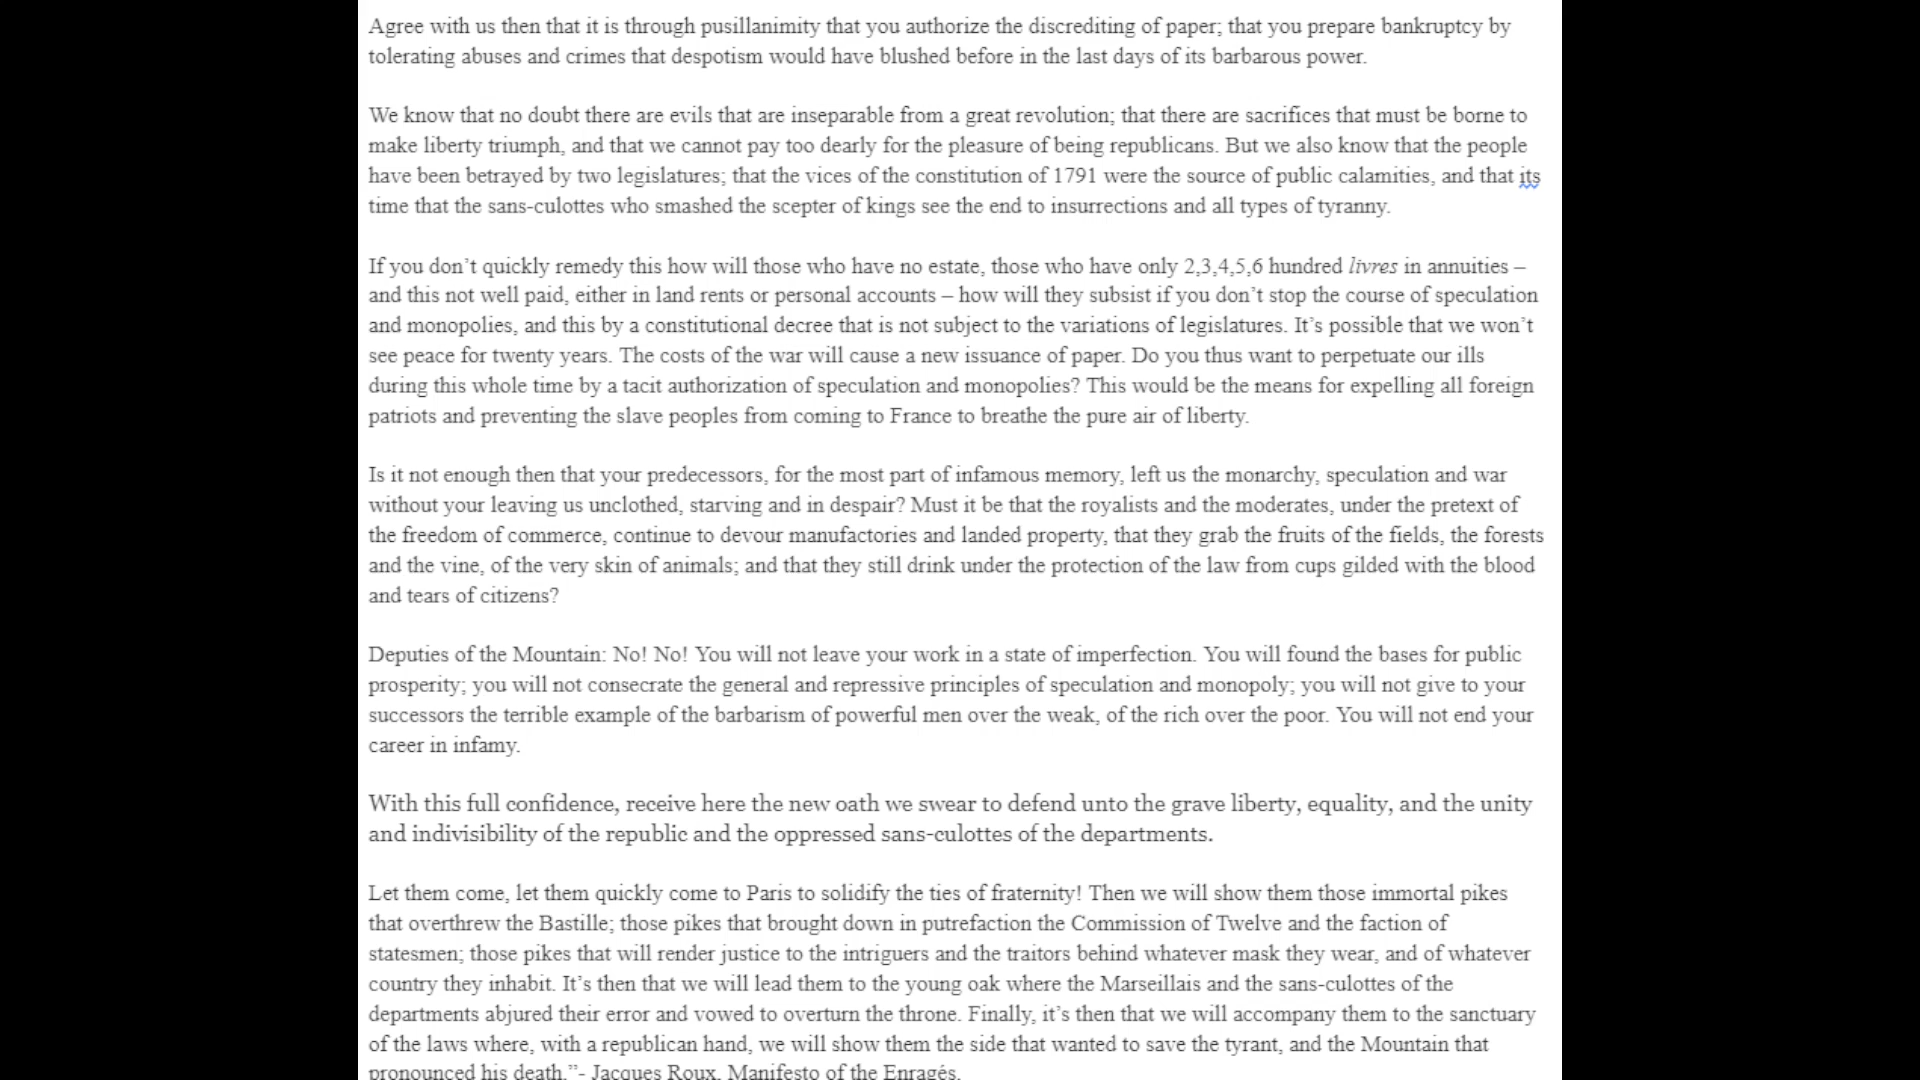 Agree with us then that it is through pusillanimity that you authorize the discrediting of paper; that you prepare bankruptcy by
tolerating abuses and crimes that despotism would have blushed before in the last days of its barbarous power.
We know that no doubt there are evils that are inseparable from a great revolution; that there are sacrifices that must be borne to
make liberty triumph, and that we cannot pay too dearly for the pleasure of being republicans. But we also know that the people
have been betrayed by two legislatures; that the vices of the constitution of 1791 were the source of public calamities, and that its
time that the sans-culottes who smashed the scepter of kings see the end to insurrections and all types of tyranny.
If you don’t quickly remedy this how will those who have no estate, those who have only 2,3,4,5,6 hundred livres in annuities –
and this not well paid, either in land rents or personal accounts – how will they subsist if you don’t stop the course of speculation
and monopolies, and this by a constitutional decree that is not subject to the variations of legislatures. It’s possible that we won’t
see peace for twenty years. The costs of the war will cause a new issuance of paper. Do you thus want to perpetuate our ills
during this whole time by a tacit authorization of speculation and monopolies? This would be the means for expelling all foreign
patriots and preventing the slave peoples from coming to France to breathe the pure air of liberty.
Is it not enough then that your predecessors, for the most part of infamous memory, left us the monarchy, speculation and war
without your leaving us unclothed, starving and in despair? Must it be that the royalists and the moderates, under the pretext of
the freedom of commerce, continue to devour manufactories and landed property, that they grab the fruits of the fields, the forests
and the vine, of the very skin of animals; and that they still drink under the protection of the law from cups gilded with the blood
and tears of citizens?
Deputies of the Mountain: No! No! You will not leave your work in a state of imperfection. You will found the bases for public
prosperity; you will not consecrate the general and repressive principles of speculation and monopoly; you will not give to your
successors the terrible example of the barbarism of powerful men over the weak, of the rich over the poor. You will not end your
career in infamy.
With this full confidence, receive here the new oath we swear to defend unto the grave liberty, equality, and the unity
and indivisibility of the republic and the oppressed sans-culottes of the departments.
Let them come, let them quickly come to Paris to solidify the ties of fraternity! Then we will show them those immortal pikes
that overthrew the Bastille; those pikes that brought down in putrefaction the Commission of Twelve and the faction of
statesmen; those pikes that will render justice to the intriguers and the traitors behind whatever mask they wear, and of whatever
country they inhabit. It’s then that we will lead them to the young oak where the Marseillais and the sans-culottes of the
departments abjured their error and vowed to overturn the throne. Finally, it’s then that we will accompany them to the sanctuary
of the laws where, with a republican hand, we will show them the side that wanted to save the tyrant, and the Mountain that
pronounced his death.”- Jacques Roux, Manifesto of the Enragés.